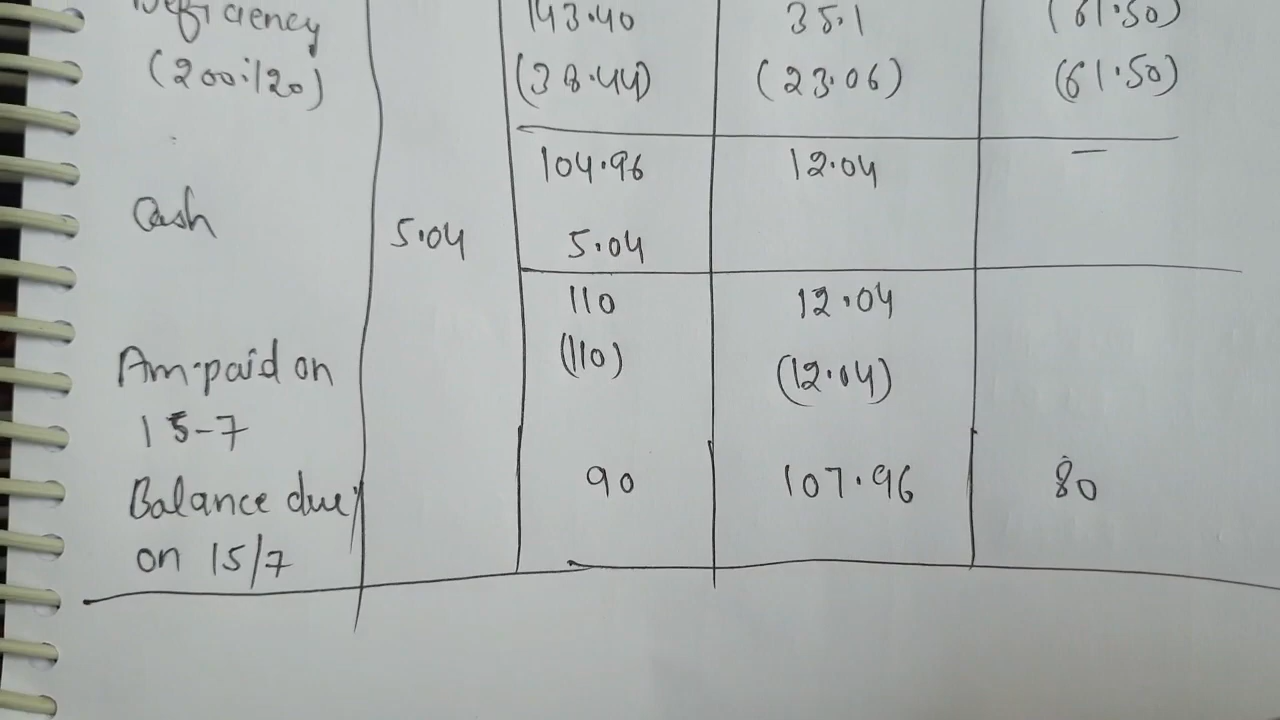 Deficiency 143.40 35.1 (61.50)
(200:120) (38.44) (23.06) (61.50)
104.96 12.04 —
Cash 5.04 5.04
110 12.04
Am.paid on (110) (12.04)
15-7
Balance due 90 107.96 80
on 15/7